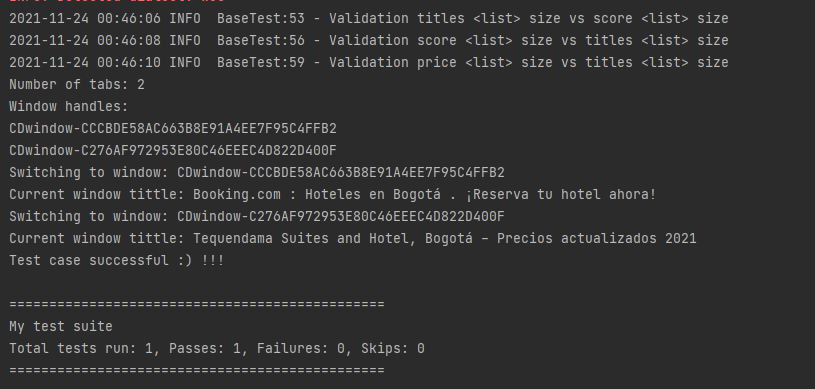 2021-11-24 00:46:06 INFO  BaseTest:53 - Validation titles <list> size vs score <list> size
2021-11-24 00:46:08 INFO  BaseTest:56 - Validation score <list> size vs titles <list> size
2021-11-24 00:46:10 INFO  BaseTest:59 - Validation price <list> size vs titles <list> size
Number of tabs: 2
Window handles:
CDwindow-CCCBDE58AC663B8E91A4EE7F95C4FFB2
CDwindow-C276AF972953E80C46EEEC4D822D400F
Switching to window: CDwindow-CCCBDE58AC663B8E91A4EE7F95C4FFB2
Current window tittle: Booking.com : Hoteles en Bogotá . ¡Reserva tu hotel ahora!
Switching to window: CDwindow-C276AF972953E80C46EEEC4D822D400F
Current window tittle: Tequendama Suites and Hotel, Bogotá – Precios actualizados 2021
Test case successful :) !!!
===============================================
My test suite
Total tests run: 1, Passes: 1, Failures: 0, Skips: 0
===============================================